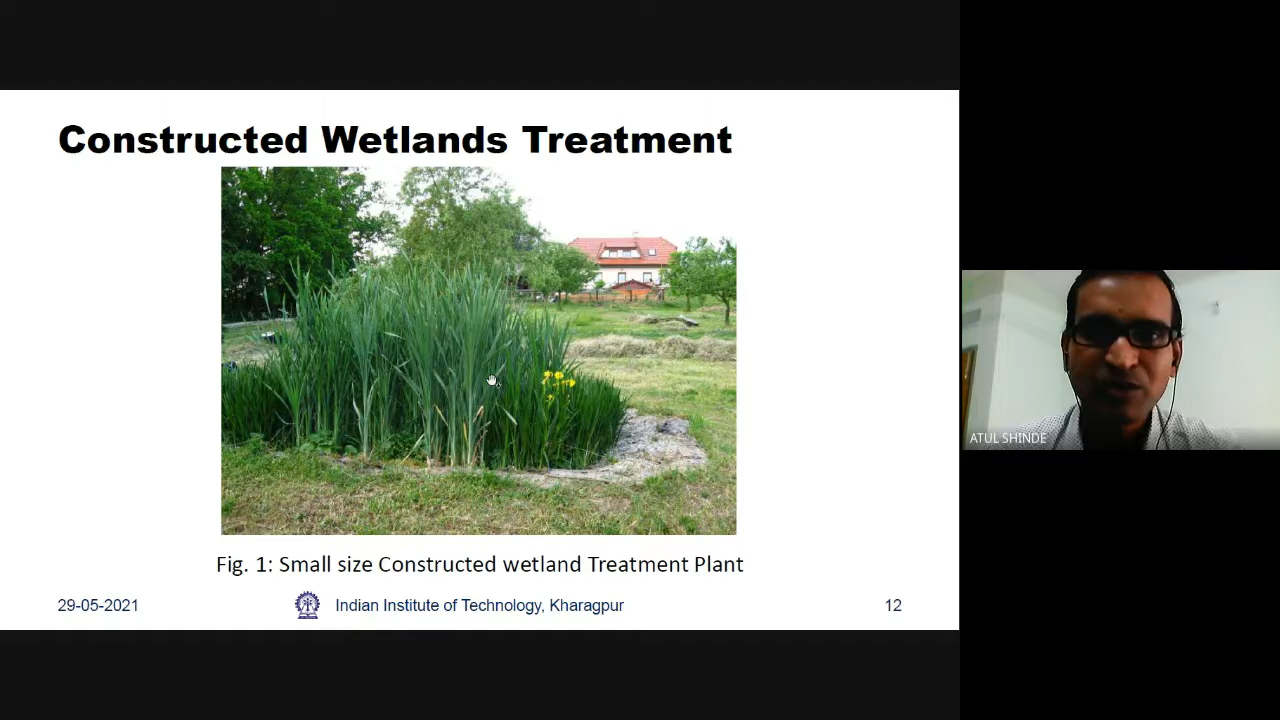 Constructed Wetlands Treatment
Fig. 1: Small size Constructed wetland Treatment Plant
29-05-2021
Indian Institute of Technology, Kharagpur
12
ATUL SHINDE